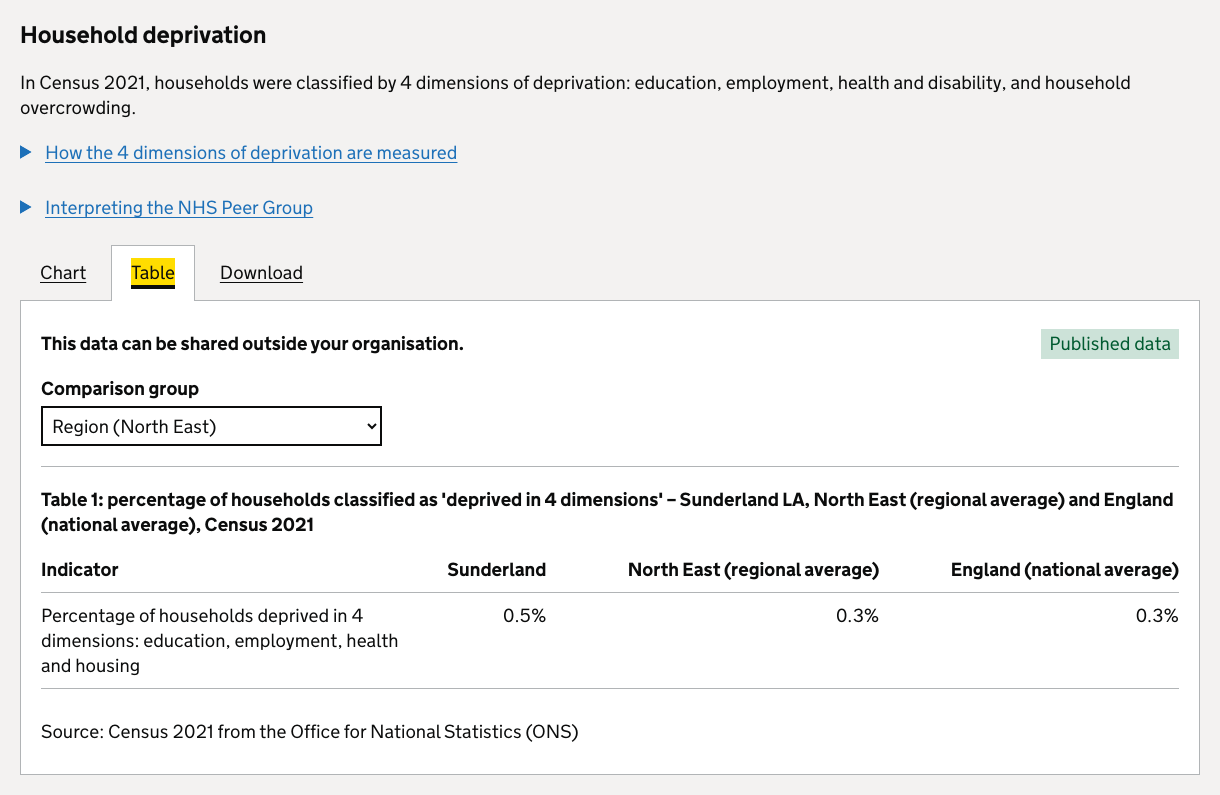 Household deprivation
In Census 2021, households were classified by 4 dimensions of deprivation: education, employment, health and disability, and household
overcrowding.
How the 4 dimensions of deprivation are measured
Interpreting the NHS Peer Group
Chart Table Download
This data can be shared outside your organisation. Published data
Comparison group
Region (North East)
Table 1: percentage of households classified as 'deprived in 4 dimensions' – Sunderland LA, North East (regional average) and England
(national average), Census 2021
Indicator Sunderland North East (regional average) England (national average)
Percentage of households deprived in 4 0.5% 0.3% 0.3%
dimensions: education, employment, health
and housing
Source: Census 2021 from the Office for National Statistics (ONS)